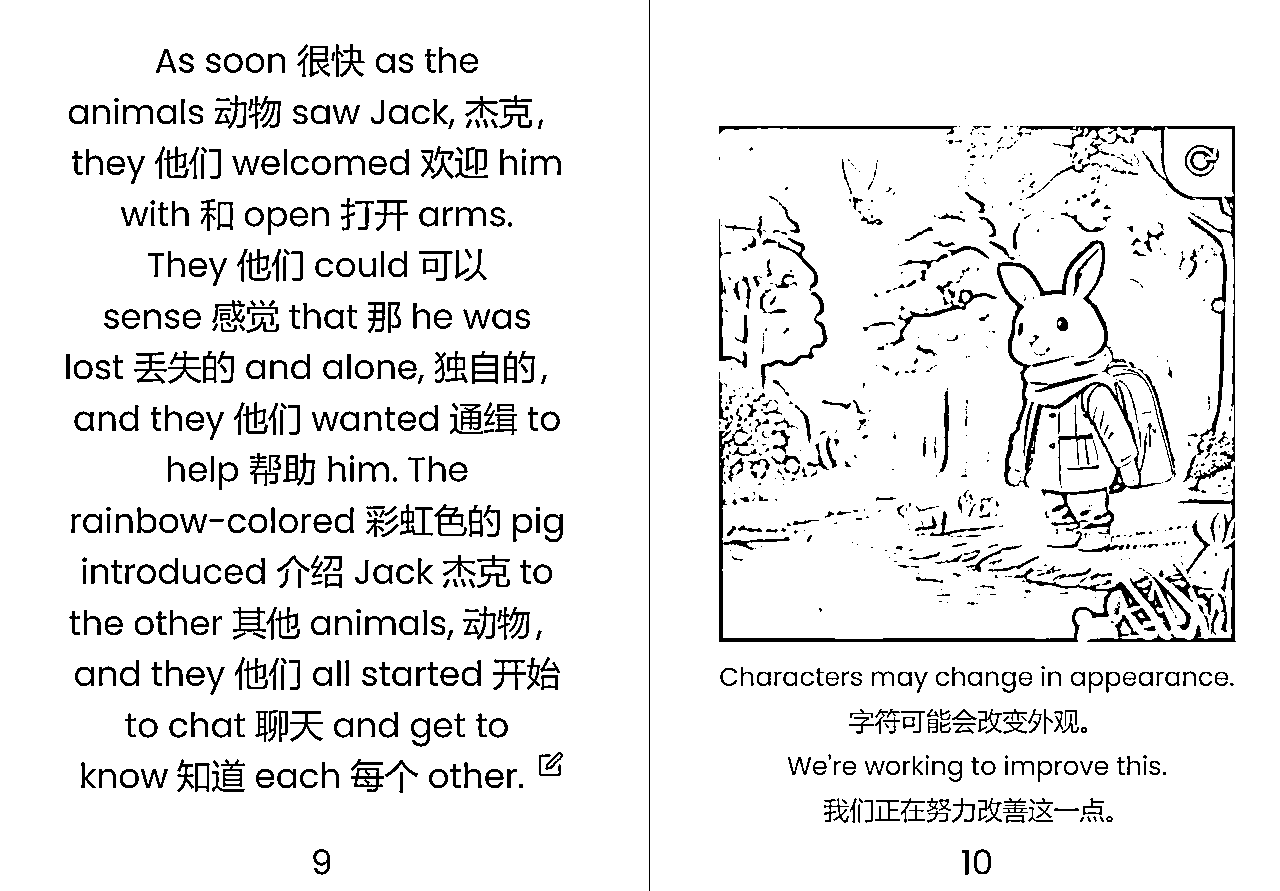 As soon 很快 as the
animals 动物 saw Jack, 杰克，
they 他们 welcomed 欢迎 him
with 和 open 打开 arms.
They 他们 could 可以
sense 感觉 that 那 he was
lost 丢失的 and alone, 独自的，
and they 他们 wanted 通缉 to
help 帮助 him. The
rainbow-colored 彩虹色的 pig
introduced 介绍 Jack 杰克 to
the other 其他 animals, 动物，
and they 他们 all started 开始
to chat 聊天 and get to
know 知道 each 每个 other.
9
Characters may change in appearance.
字符可能会改变外观。
We're working to improve this.
我们正在努力改善这一点。
10